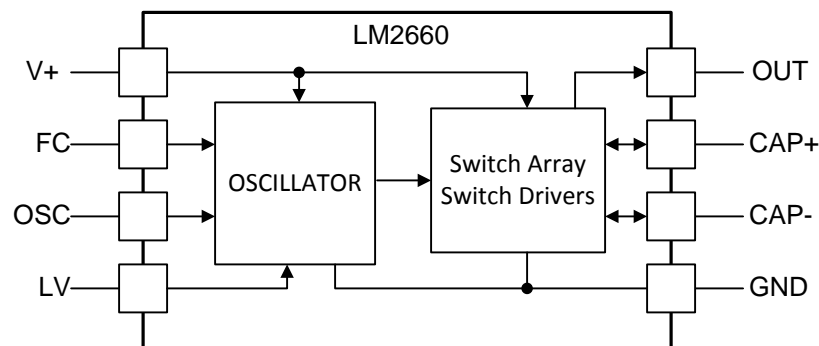 LM2660
V+
OUT
FC
CAP+
OSCILLATOR
Switch Array
Switch Drivers
OSC
CAP-
LV
GND